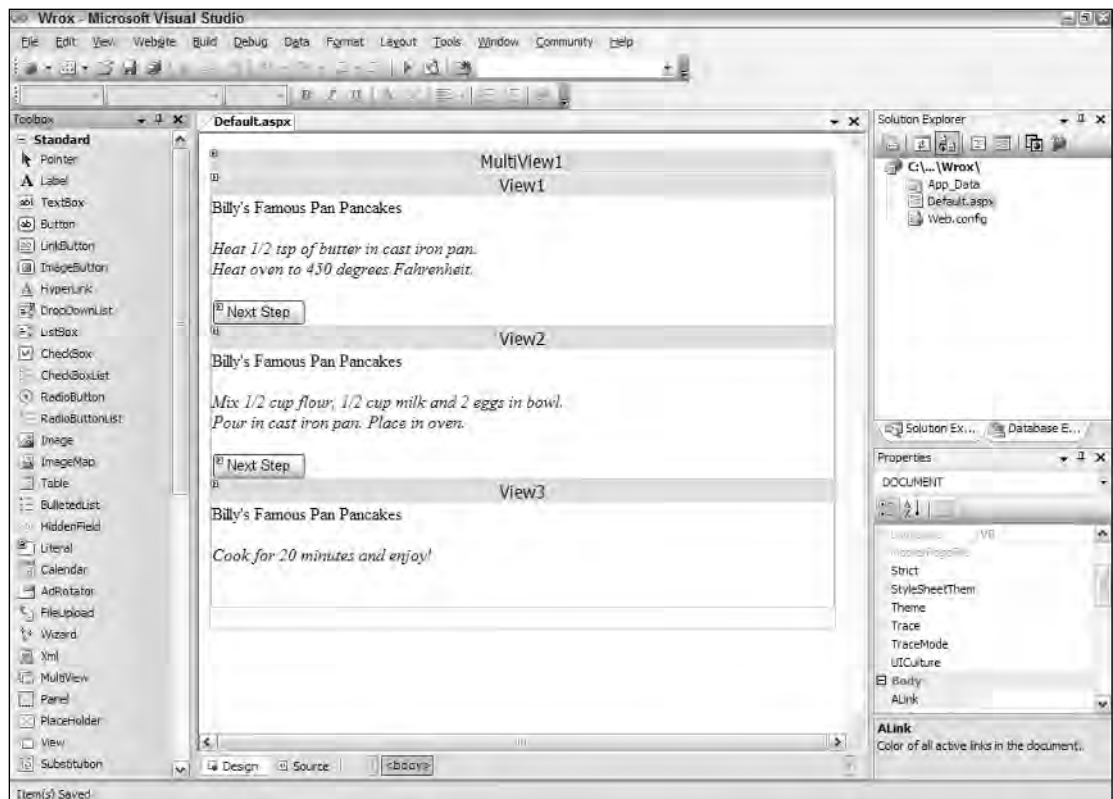 Wrox - Microsoft Visual Studio
File Edit View Website Build Debug Data Format Layout Tools Window Community Help
Toolbox
Standard
Pointer
Label
TextBox
Button
LinkButton
ImageButton
HyperLink
DropDownList
ListBox
CheckBox
CheckBoxList
RadioButton
RadioButtonList
Image
ImageMap
Table
BulletedList
HiddenField
Literal
Calendar
AdRotator
FileUpload
Wizard
Xml
MultiView
Panel
PlaceHolder
View
Substitution
Default.aspx
MultiView1
View1
Billy's Famous Pan Pancakes
Heat 1/2 tsp of butter in cast iron pan.
Heat oven to 450 degrees Fahrenheit.
Next Step
View2
Billy's Famous Pan Pancakes
Mix 1/2 cup flour, 1/2 cup milk and 2 eggs in bowl.
Pour in cast iron pan. Place in oven.
Next Step
View3
Billy's Famous Pan Pancakes
Cook for 20 minutes and enjoy!
Design Source <body>
Solution Explorer
C:\...\Wrox\
App_Data
Default.aspx
Web.config
Solution Ex... Database E...
Properties
DOCUMENT
VB
Strict
StyleSheetThem
Theme
Trace
TraceMode
UICulture
Body
ALink
ALink
Color of all active links in the document.
Item(s) Saved